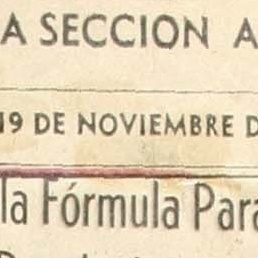 A SECCION A
19 DE NOVIEMBRE D
la Fórmula Para